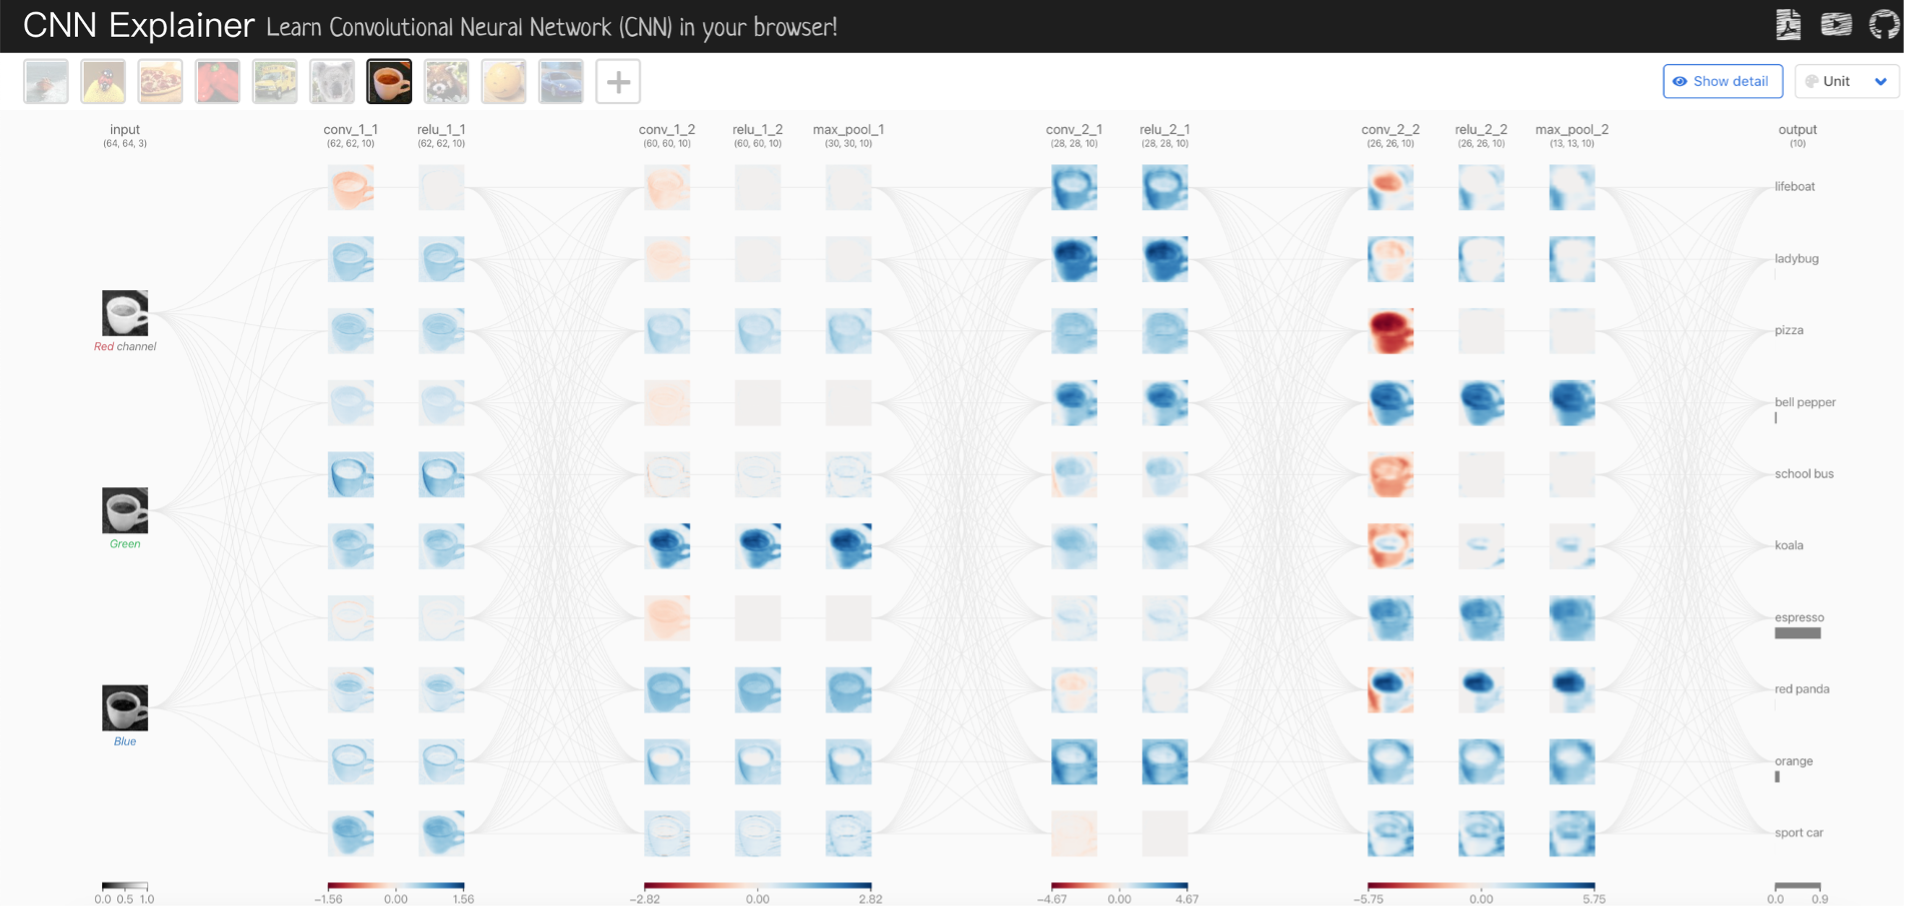 CNN Explainer Learn Convolutional Neural Network (CNN) in your browser!
Show detail Unit
input conv_1_1 relu_1_1 conv_1_2 relu_1_2 max_pool_1 conv_2_1 relu_2_1 conv_2_2 relu_2_2 max_pool_2 output
(64, 64, 3) (62, 62, 10) (62, 62, 10) (60, 60, 10) (60, 60, 10) (30, 30, 10) (28, 28, 10) (28, 28, 10) (26, 26, 10) (26, 26, 10) (13, 13, 10) (10)
lifeboat
ladybug
pizza
Red channel
bell pepper
school bus
Green
koala
espresso
red panda
Blue
orange
sport car
0.0 0.5 1.0 −1.56 0.00 1.56 −2.82 0.00 2.82 −4.67 0.00 4.67 −5.75 0.00 5.75 0.0 0.9